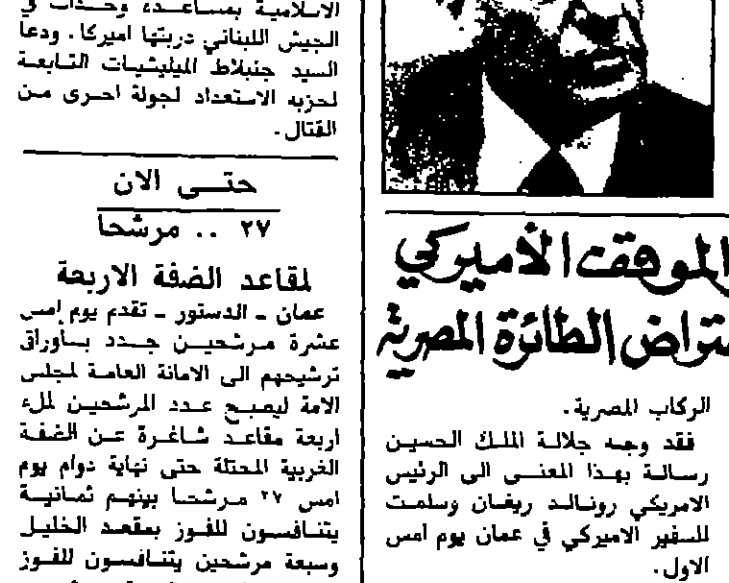 الموقف الأميركي
الطائرة المصرية
الركاب المصرية.
فقد وجه جلالة الملك الحسين
رسالة بهذا المعنى الى الرئيس
الامريكي رونالد ريغان وسلمت
للسفير الاميركي في عمان يوم امس
الاول.
الاسلامية بمساعدة وحدات في
الجيش اللبناني دربتها اميركا. ودعا
السيد جنبلاط الميليشيات التابعة
لحزبه الاستعداد لجولة اخرى من
القتال.
حتى الان
٢٧ .. مرشحا
لمقاعد الضفة الاربعة
عمان - الدستور - تقدم يوم امس
عشرة مرشحين جدد بأوراق
ترشيحهم الى الامانة العامة لمجلس
الامة ليصبح عدد المرشحين لملء
اربعة مقاعد شاغرة عن الضفة
الغربية المحتلة حتى نهاية دوام يوم
امس ٢٧ مرشحا بينهم ثمانية
يتنافسون للفوز بمقعد الخليل
وسبعة مرشحين يتنافسون للفوز